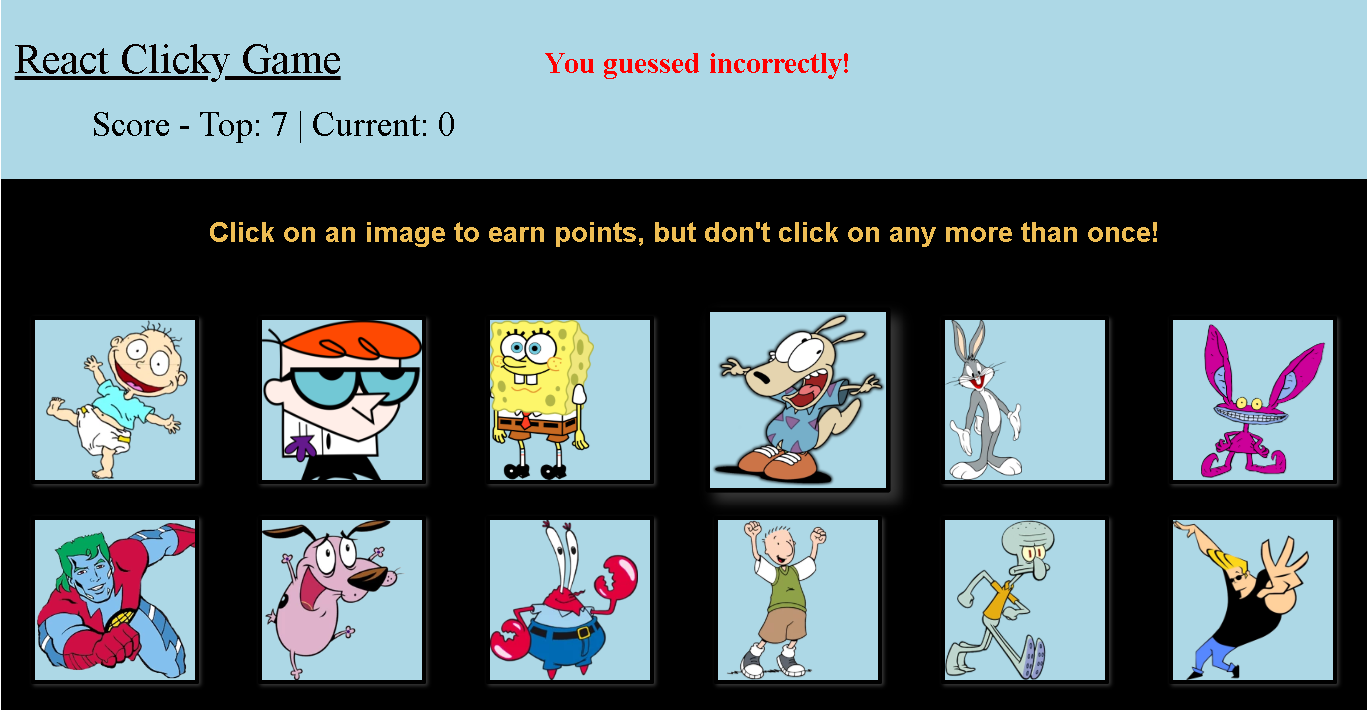 React Clicky Game
You guessed incorrectly!
Score - Top: 7 | Current: 0
Click on an image to earn points, but don't click on any more than once!